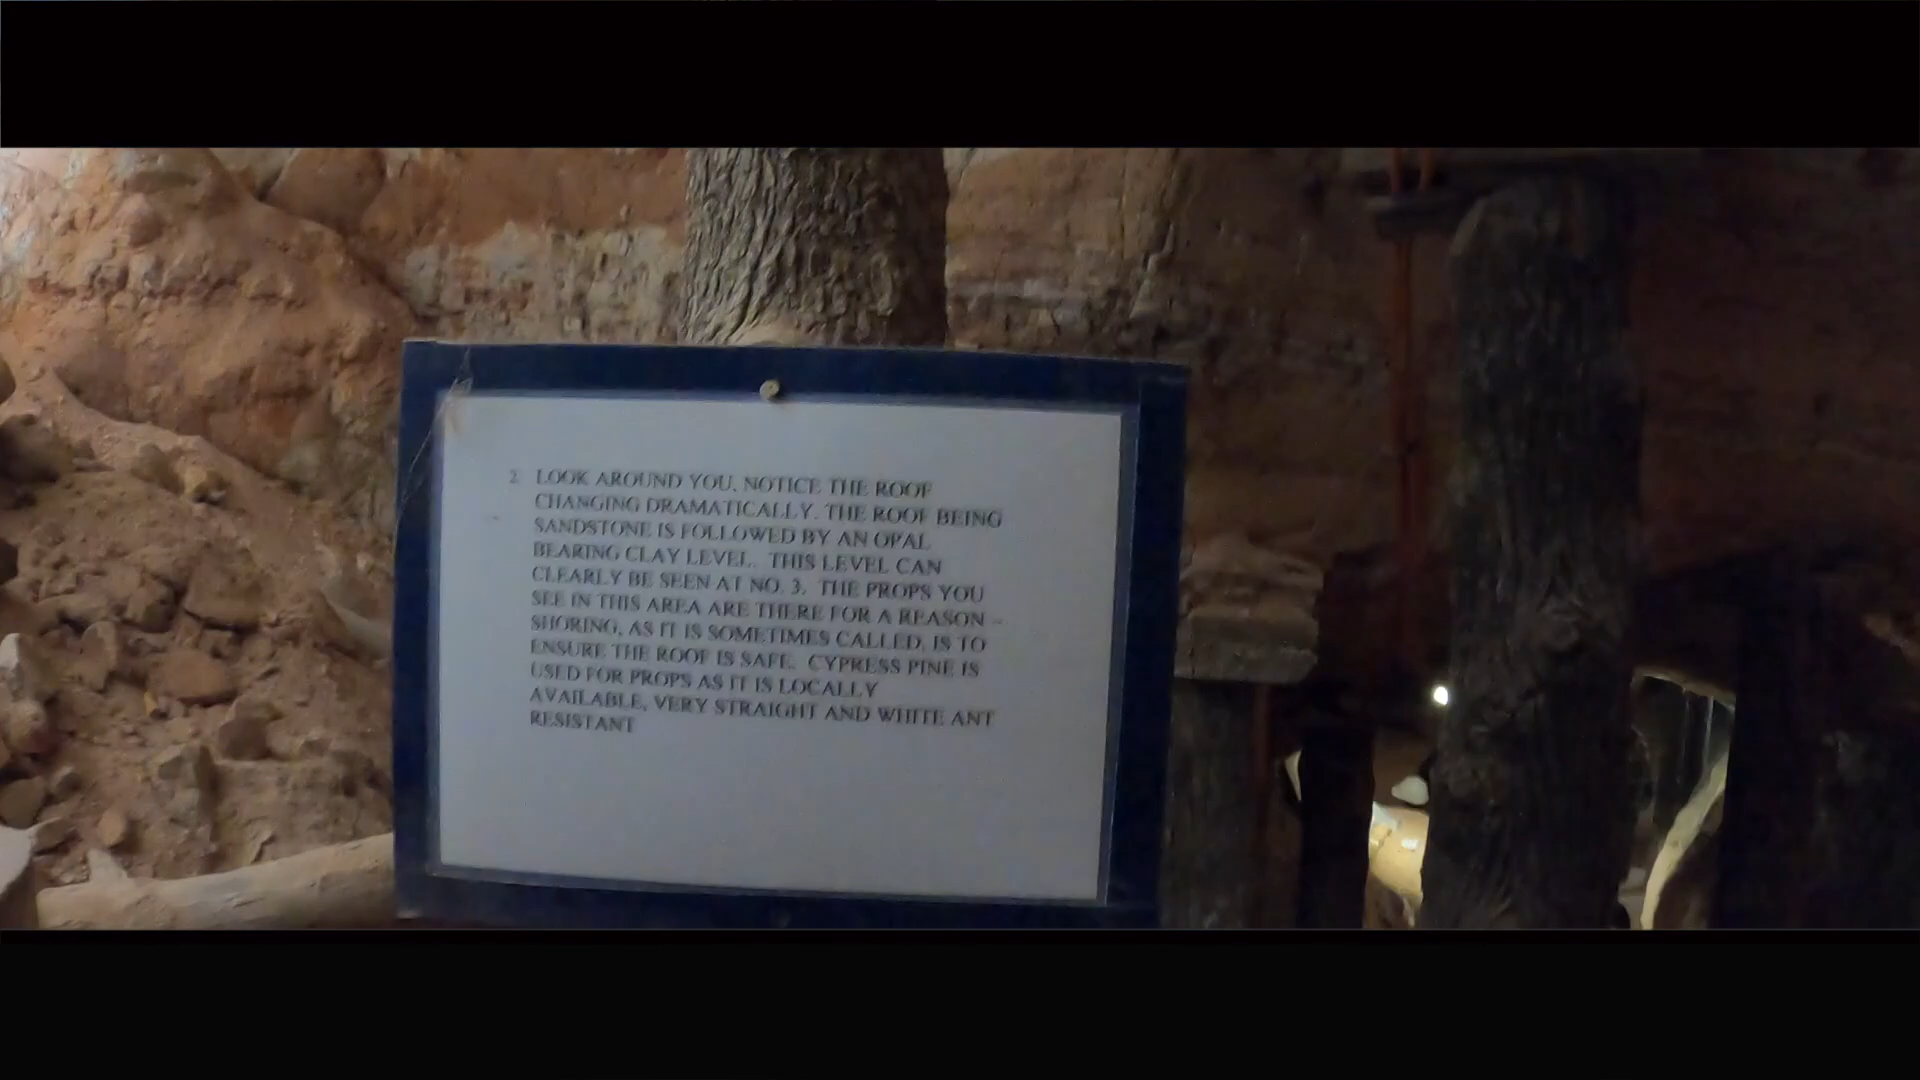 2. LOOK AROUND YOU. NOTICE THE ROOF
CHANGING DRAMATICALLY. THE ROOF BEING
SANDSTONE IS FOLLOWED BY AN OPAL
BEARING CLAY LEVEL. THIS LEVEL CAN
CLEARLY BE SEEN AT NO. 3. THE PROPS YOU
SEE IN THIS AREA ARE THERE FOR A REASON –
SHORING, AS IT IS SOMETIMES CALLED, IS TO
ENSURE THE ROOF IS SAFE. CYPRESS PINE IS
USED FOR PROPS AS IT IS LOCALLY
AVAILABLE, VERY STRAIGHT AND WHITE ANT
RESISTANT